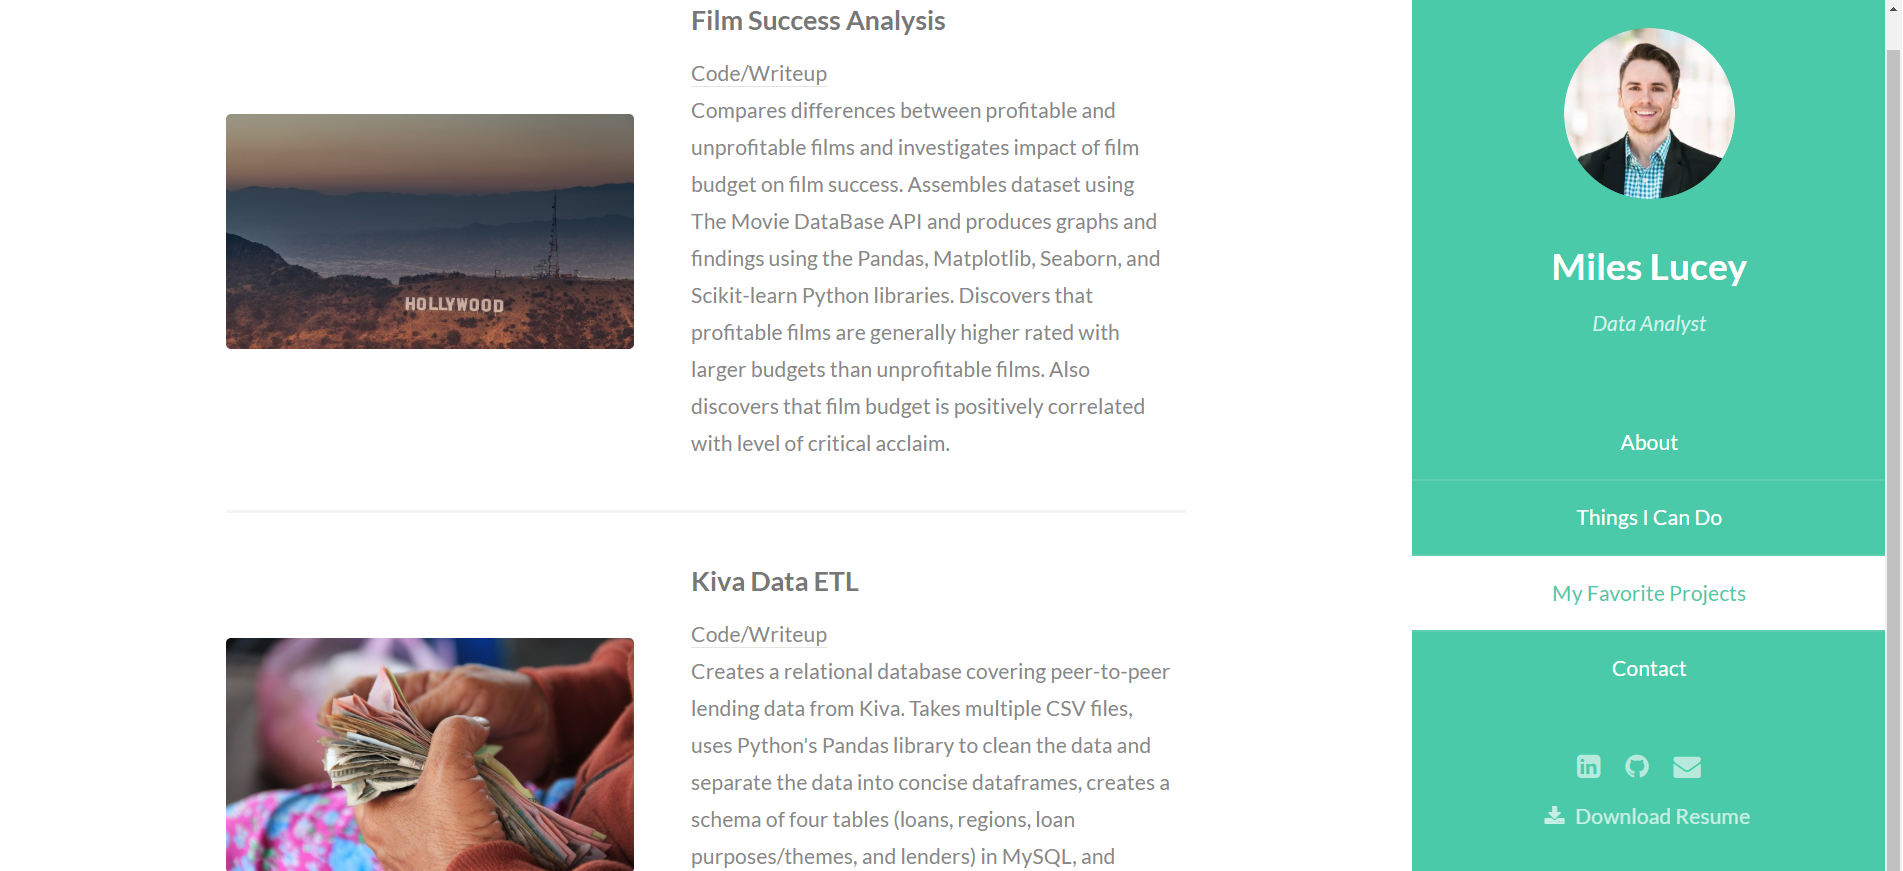 Film Success Analysis
Code/Writeup
Compares differences between profitable and
unprofitable films and investigates impact of film
budget on film success. Assembles dataset using
The Movie DataBase API and produces graphs and
findings using the Pandas, Matplotlib, Seaborn, and
Scikit-learn Python libraries. Discovers that
profitable films are generally higher rated with
larger budgets than unprofitable films. Also
discovers that film budget is positively correlated
with level of critical acclaim.
HOLLYWOOD
Kiva Data ETL
Code/Writeup
Creates a relational database covering peer-to-peer
lending data from Kiva. Takes multiple CSV files,
uses Python's Pandas library to clean the data and
separate the data into concise dataframes, creates a
schema of four tables (loans, regions, loan
purposes/themes, and lenders) in MySQL, and
Miles Lucey
Data Analyst
About
Things I Can Do
My Favorite Projects
Contact
in
Download Resume